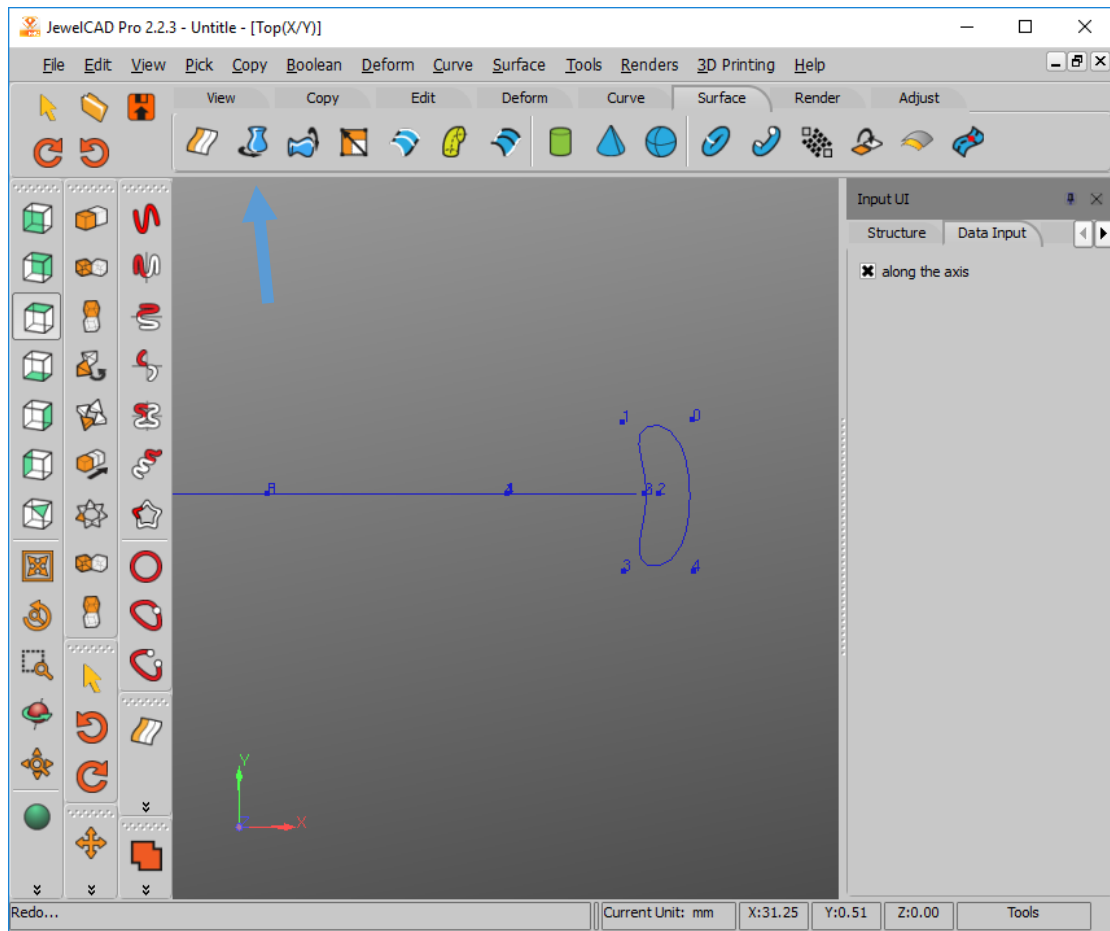 JewelCAD Pro 2.2.3 - Untitle - [Top(X/Y)]
File Edit View Pick Copy Boolean Deform Curve Surface Tools Renders 3D Printing Help
View Copy Edit Deform Curve Surface Render Adjust
Input UI
Structure Data Input
along the axis
1 0
2
3 4
Y
X
Redo... Current Unit: mm X:31.25 Y:0.51 Z:0.00 Tools